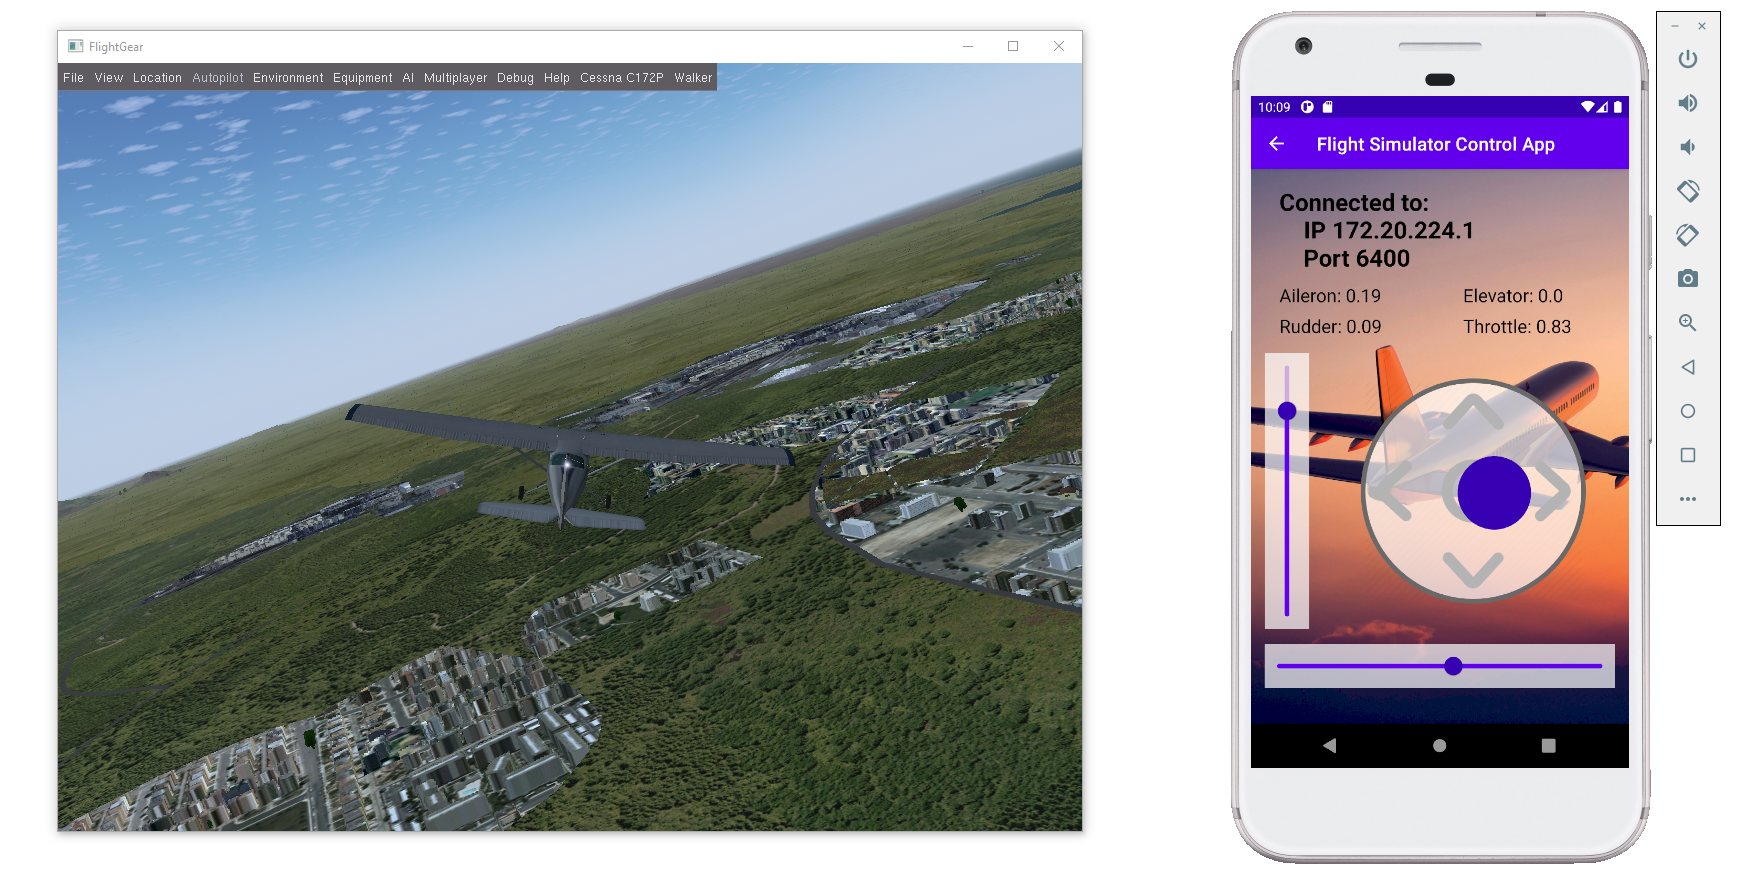 FlightGear
File View Location Autopilot Environment Equipment AI Multiplayer Debug Help Cessna C172P Walker
10:09
Flight Simulator Control App
Connected to:
IP 172.20.224.1
Port 6400
Aileron: 0.19 Elevator: 0.0
Rudder: 0.09 Throttle: 0.83